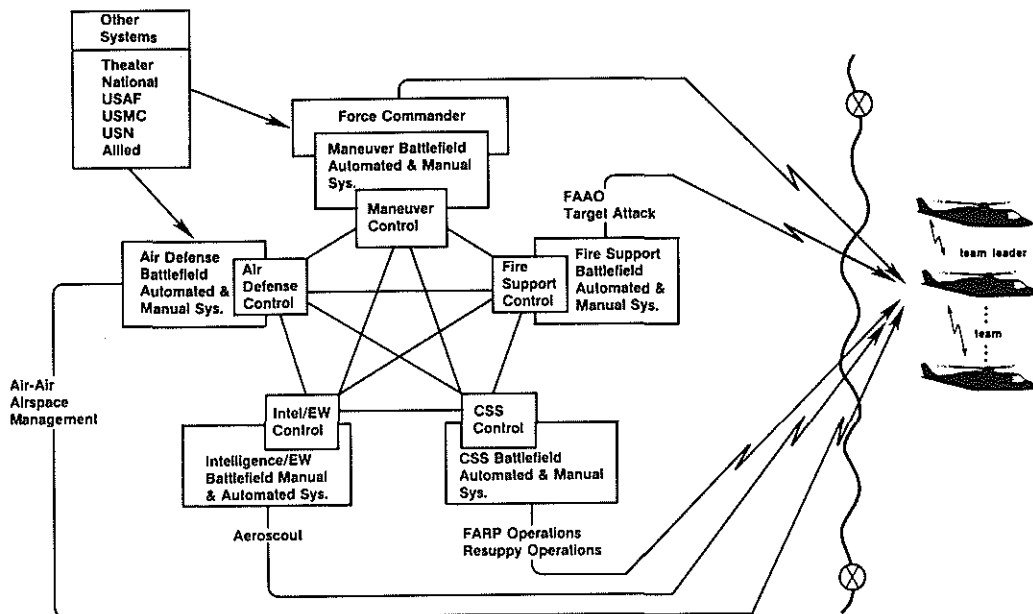 Other
Systems
Theater
National
USAF
USMC
USN
Allied
Force Commander
Maneuver Battlefield
Automated & Manual
Sys.
Maneuver
Control
FAAO
Target Attack
Air Defense
Battlefield
Automated &
Manual Sys.
Air
Defense
Control
Fire
Support
Control
Fire Support
Battlefield
Automated &
Manual Sys.
team leader
team
Air-Air
Airspace
Management
Intel/EW
Control
Intelligence/EW
Battlefield Manual
& Automated Sys.
CSS
Control
CSS Battlefield
Automated & Manual
Sys.
Aeroscout
FARP Operations
Resuppy Operations